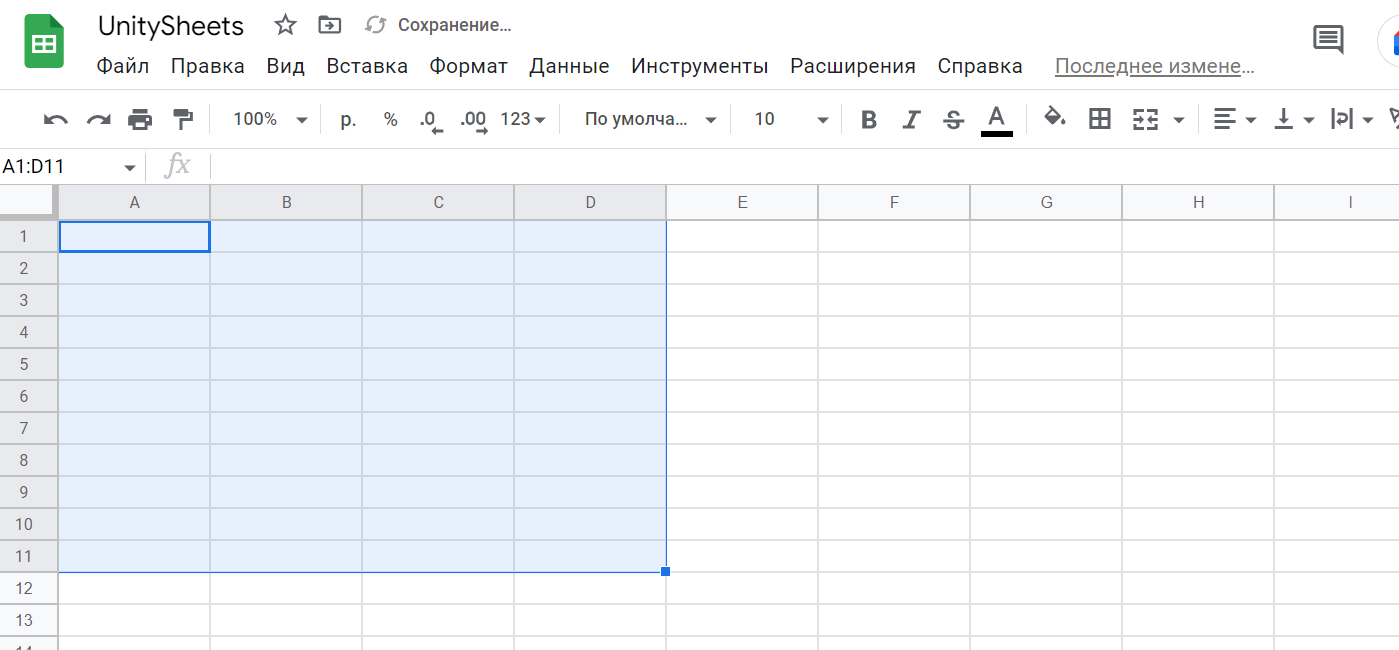 UnitySheets Сохранение...
Файл Правка Вид Вставка Формат Данные Инструменты Расширения Справка Последнее измене...
100% р. % .0 .00 123 По умолча... 10 B I S A
A1:D11 fx
A B C D E F G H I
1
2
3
4
5
6
7
8
9
10
11
12
13
14